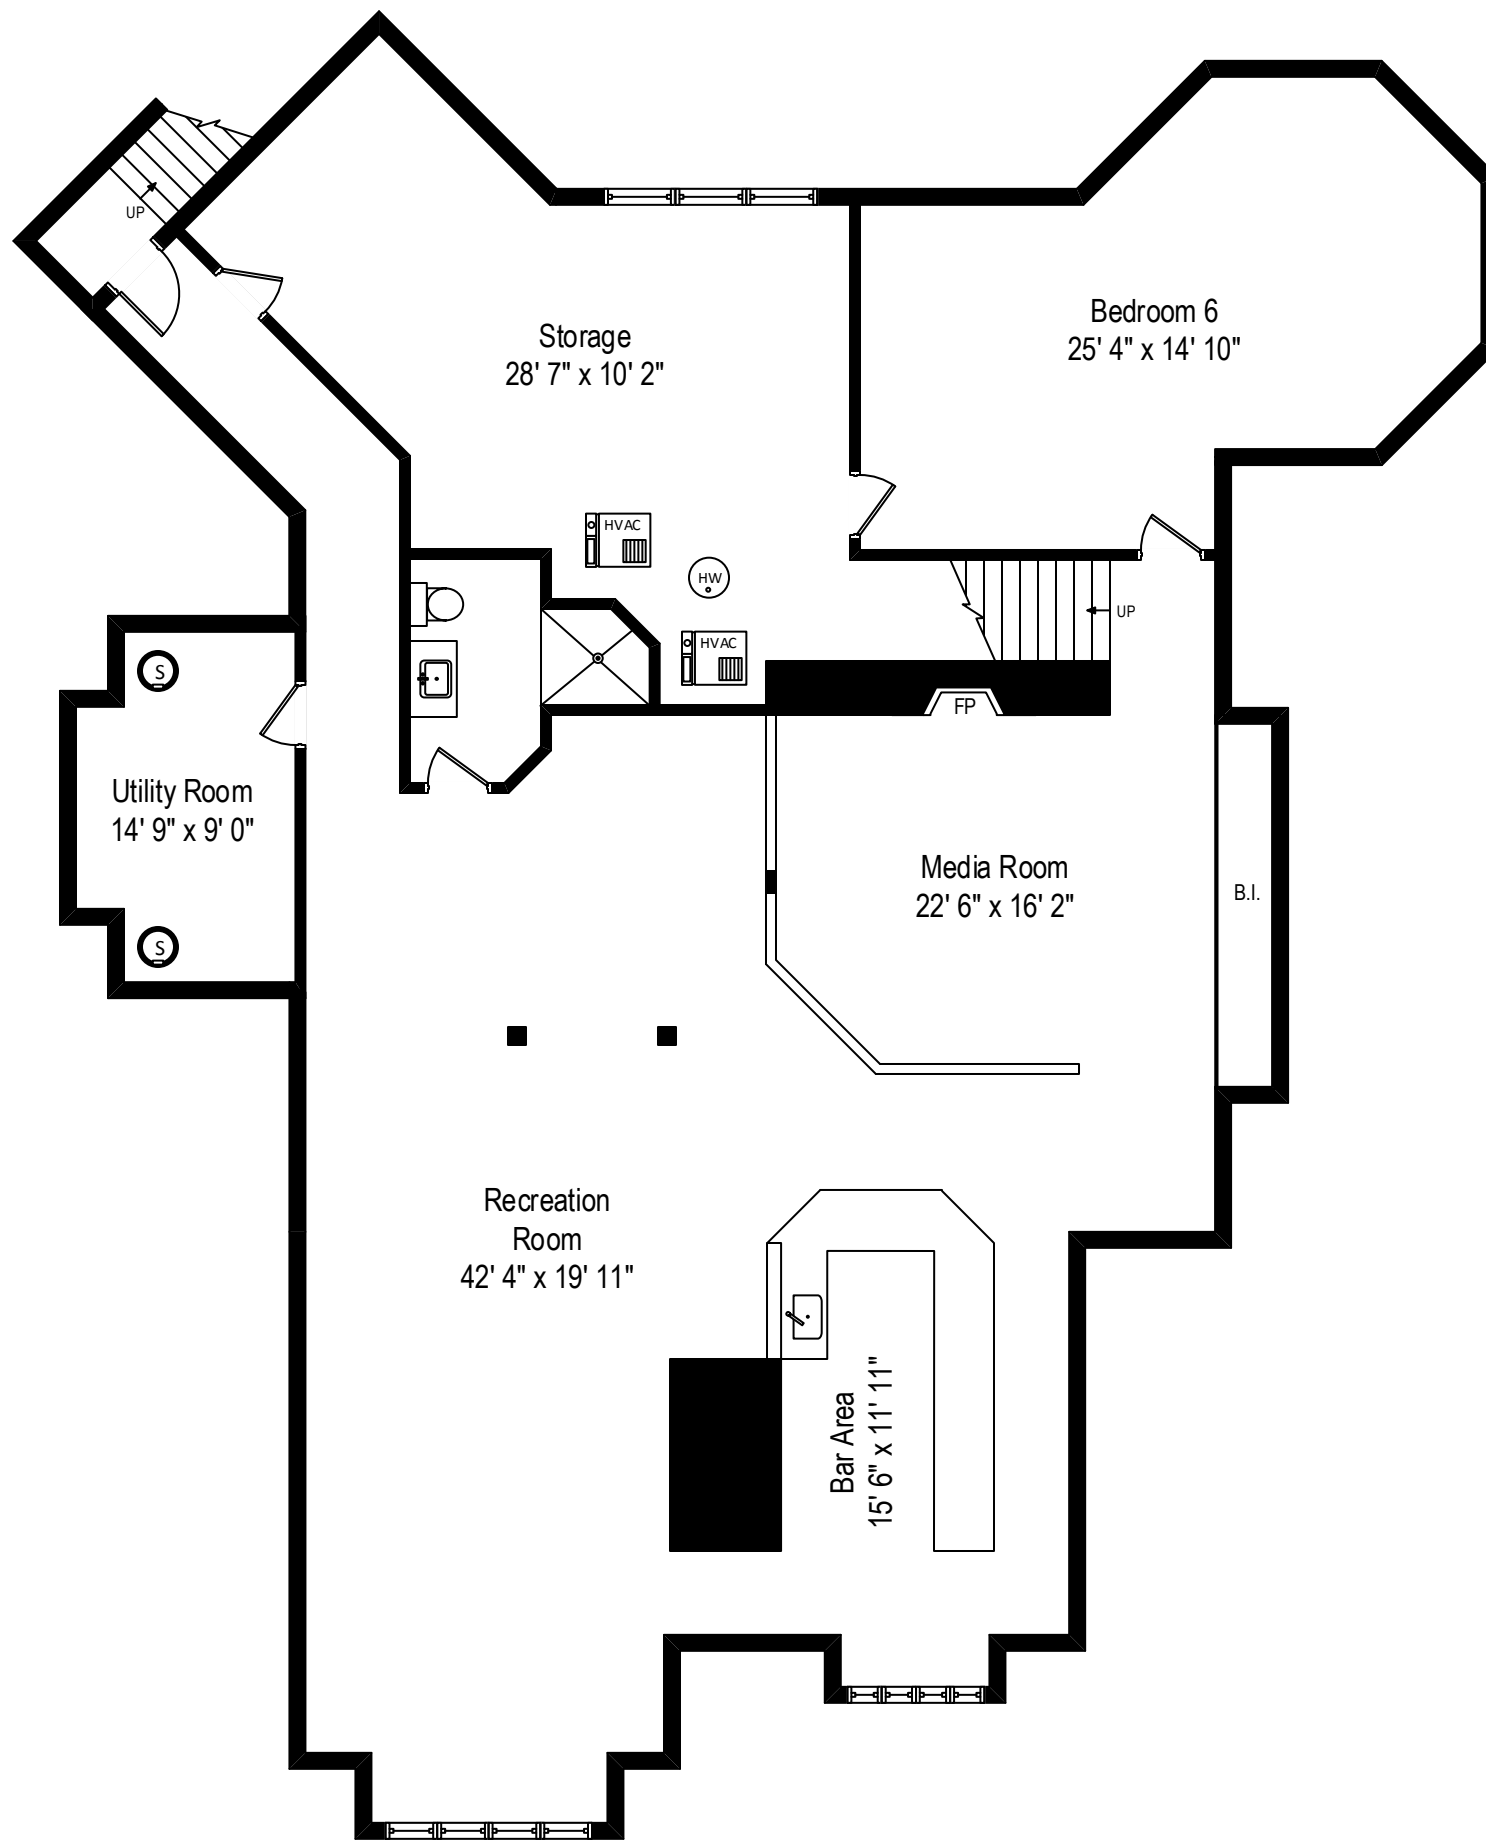 UP
Storage
28' 7" x 10' 2"
Bedroom 6
25' 4" x 14' 10"
HVAC
HW
HVAC
UP
FP
S
Utility Room
14' 9" x 9' 0"
S
Media Room
22' 6" x 16' 2"
B.I.
Recreation
Room
42' 4" x 19' 11"
Bar Area
15' 6" x 11' 11"